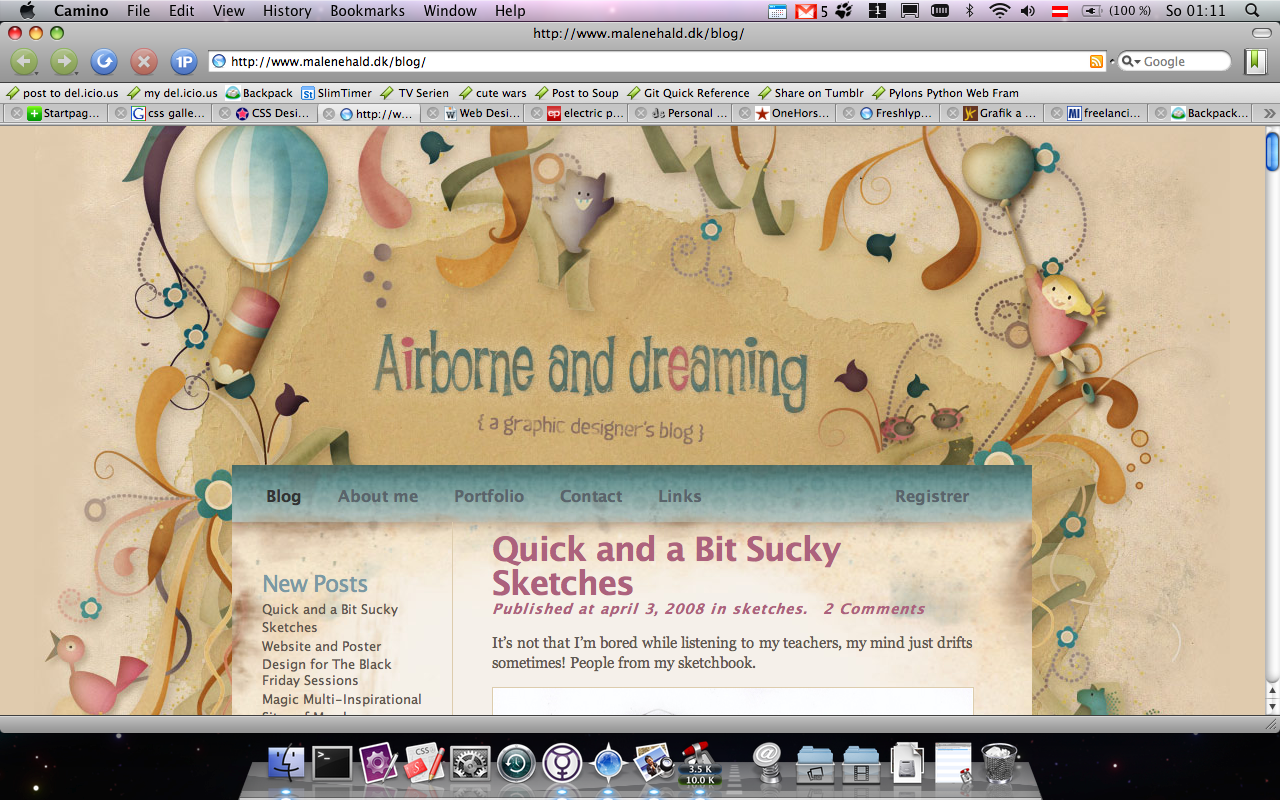 Camino File Edit View History Bookmarks Window Help 5 1 (100 %) So 01:11
http://www.malenehald.dk/blog/
1P http://www.malenehald.dk/blog/ Google
post to del.icio.us my del.icio.us Backpack St SlimTimer TV Serien cute wars Post to Soup Git Quick Reference Share on Tumblr Pylons Python Web Fram
Startpag... G css galle... CSS Desi... http://w... W Web Desi... ep electric p... ds Personal ... OneHors... Freshlyp... Grafik a ... MI freelanci... Backpack...
Airborne and dreaming
{ a graphic designer's blog }
Blog About me Portfolio Contact Links Registrer
Quick and a Bit Sucky
Sketches
Published at april 3, 2008 in sketches. 2 Comments
It's not that I'm bored while listening to my teachers, my mind just drifts
sometimes! People from my sketchbook.
New Posts
Quick and a Bit Sucky
Sketches
Website and Poster
Design for The Black
Friday Sessions
Magic Multi-Inspirational
CSS
3.5 K
10.0 K